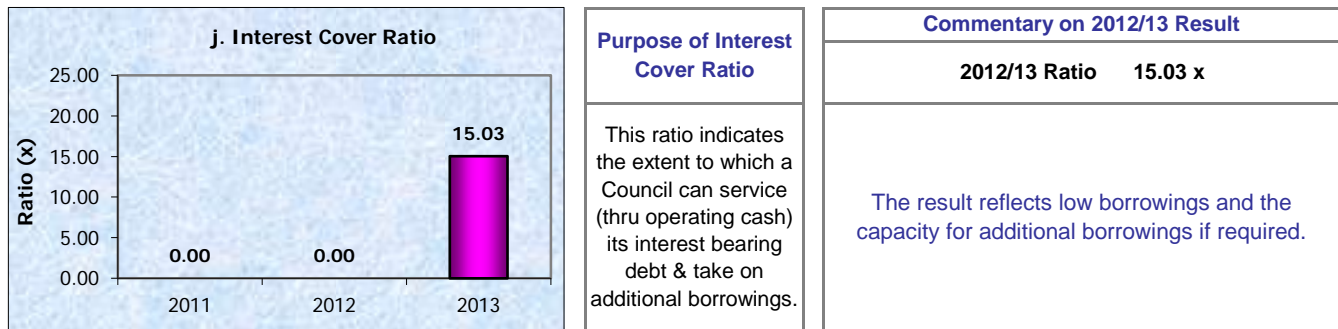 j. Interest Cover Ratio
25.00
20.00
15.00
10.00
5.00
0.00
Ratio (x)
0.00
0.00
15.03
2011
2012
2013
Purpose of Interest
Cover Ratio
This ratio indicates
the extent to which a
Council can service
(thru operating cash)
its interest bearing
debt & take on
additional borrowings.
Commentary on 2012/13 Result
2012/13 Ratio 15.03 x
The result reflects low borrowings and the
capacity for additional borrowings if required.